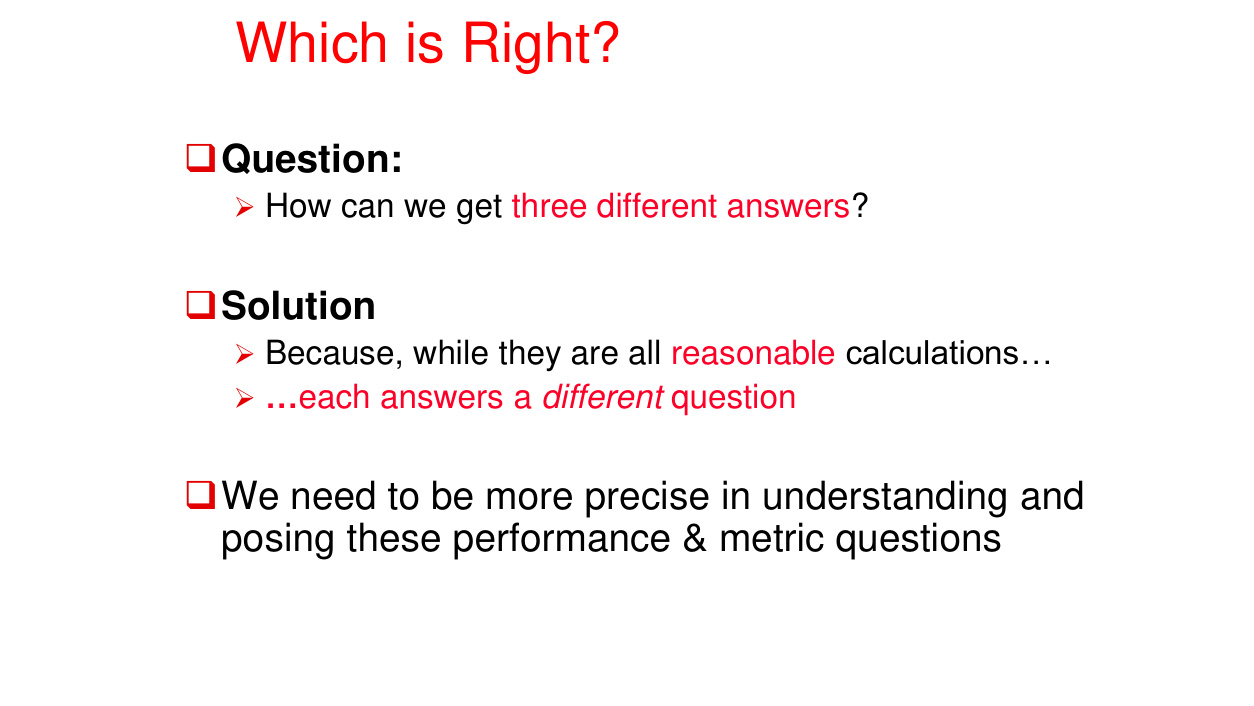 Which is Right?
Question:
How can we get three different answers?
Solution
Because, while they are all reasonable calculations…
…each answers a different question
We need to be more precise in understanding and
posing these performance & metric questions